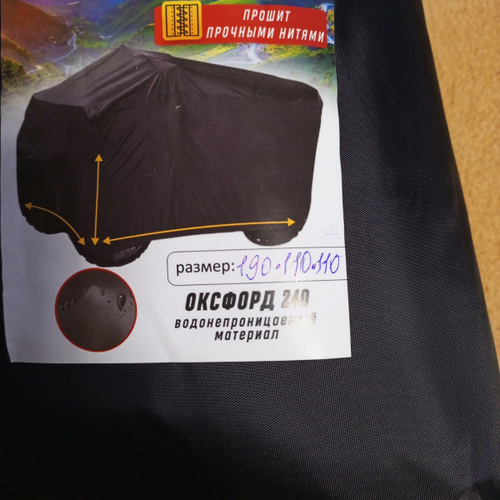 ПРОШИТ
ПРОЧНЫМИ НИТЯМИ
размер: 190.110.110
ОКСФОРД 240
водонепроницаемый
материал